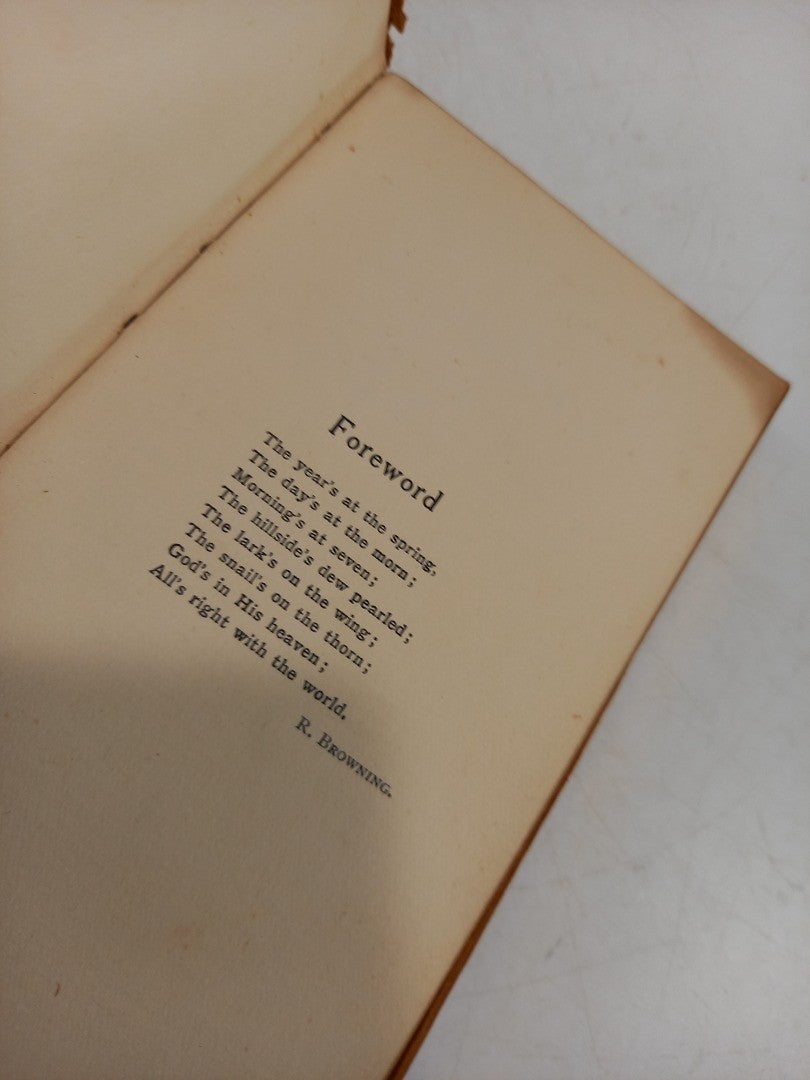 Foreword
The year's at the spring,
The day's at the morn;
Morning's at seven;
The hillside's dew pearled;
The lark's on the wing;
The snail's on the thorn;
God's in His heaven;
All's right with the world.
R. BROWNING.